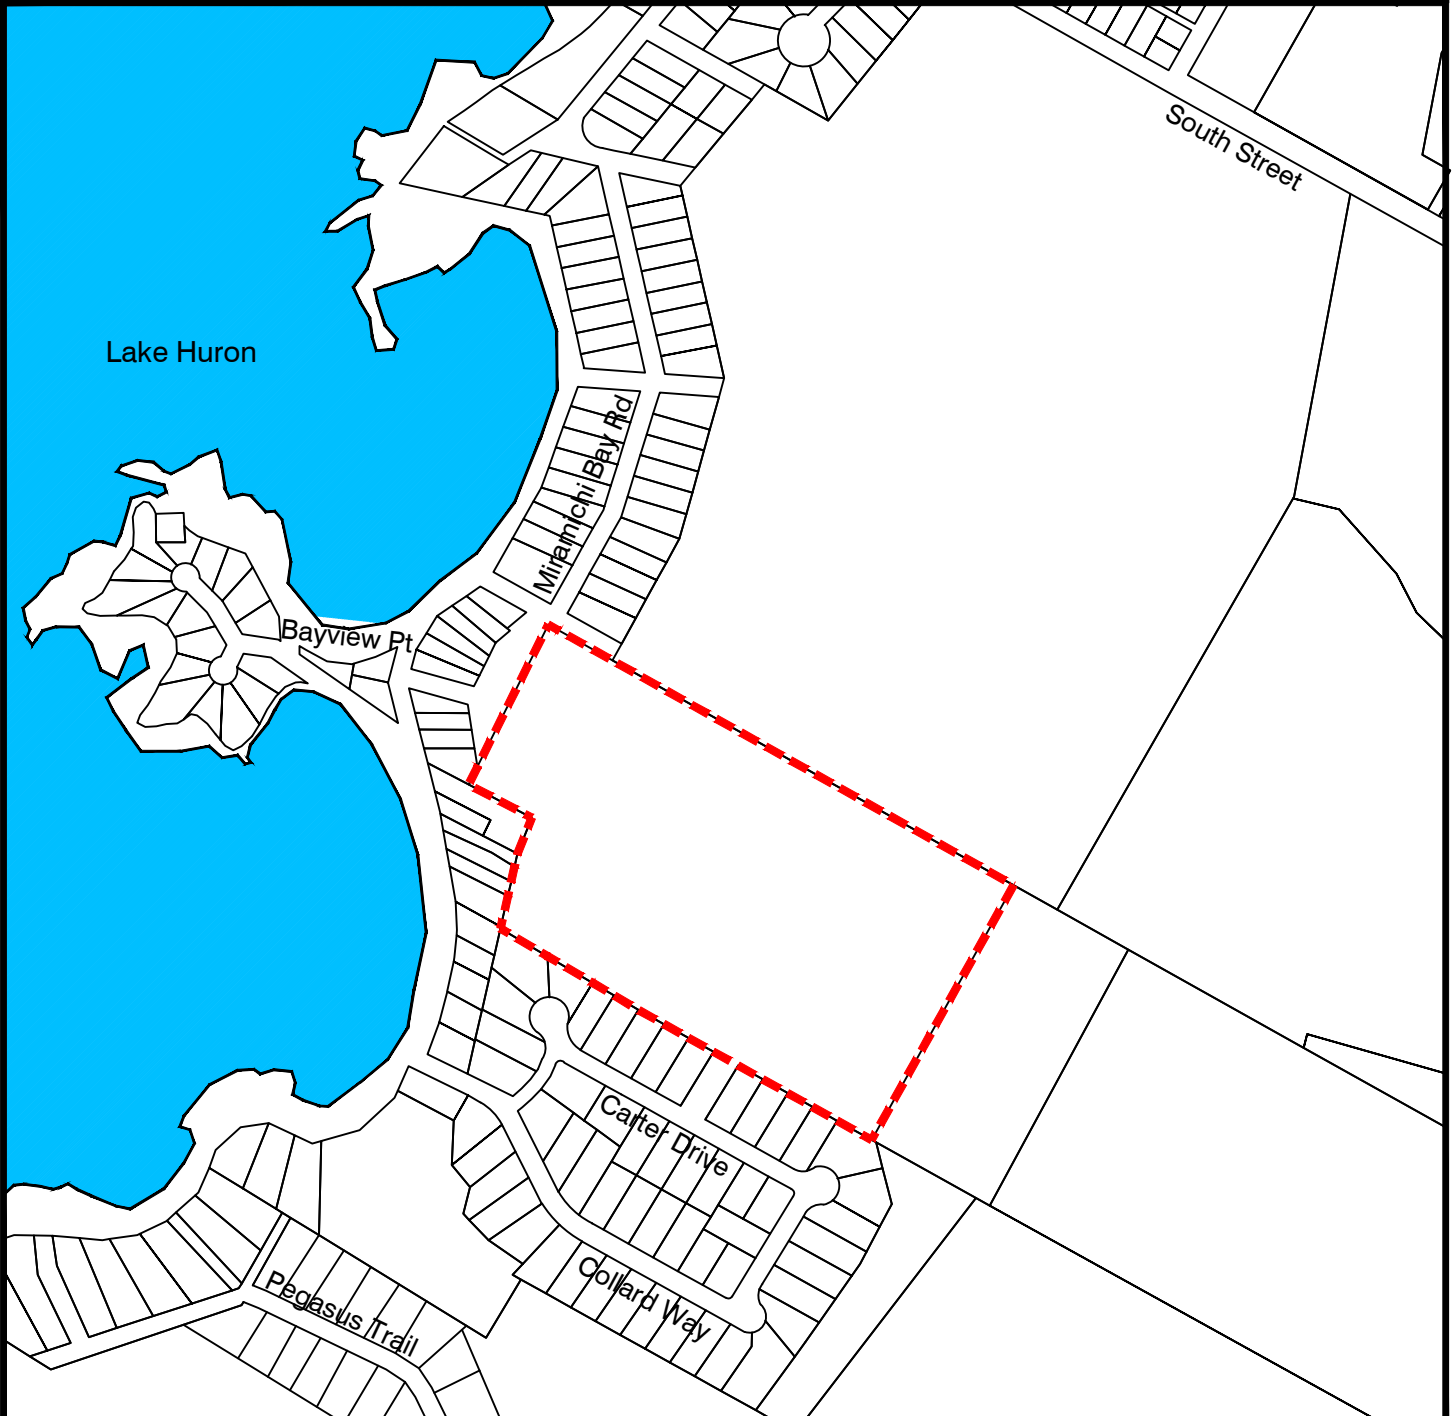 South Street
Lake Huron
Miramichi Bay Rd
Bayview Pt
Carter Drive
Collard Way
Pegasus Trail